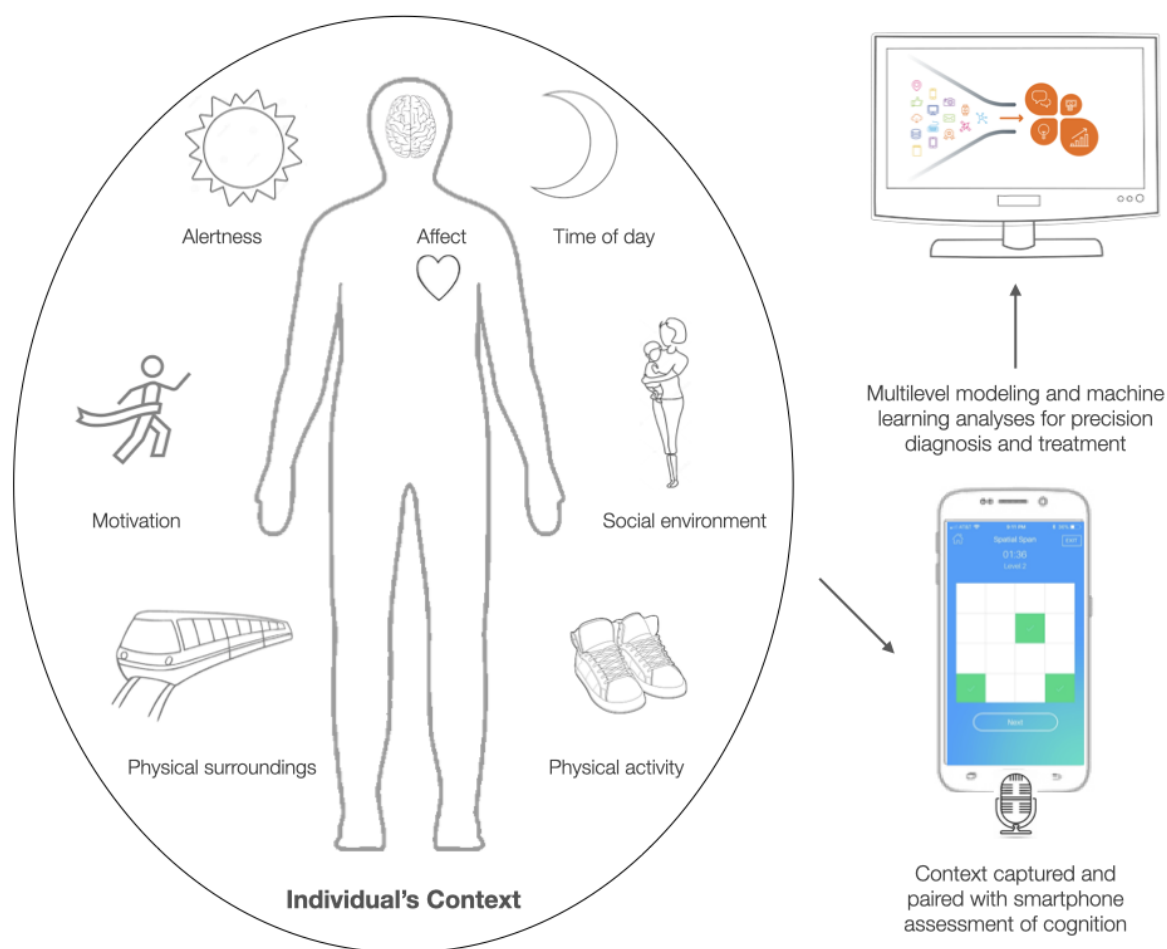 Alertness
Affect
Time of day
Motivation
Social environment
Physical surroundings
Physical activity
Individual's Context
Multilevel modeling and machine
learning analyses for precision
diagnosis and treatment
Spatial Span
EXIT
01:36
Level 2
Next
Context captured and
paired with smartphone
assessment of cognition